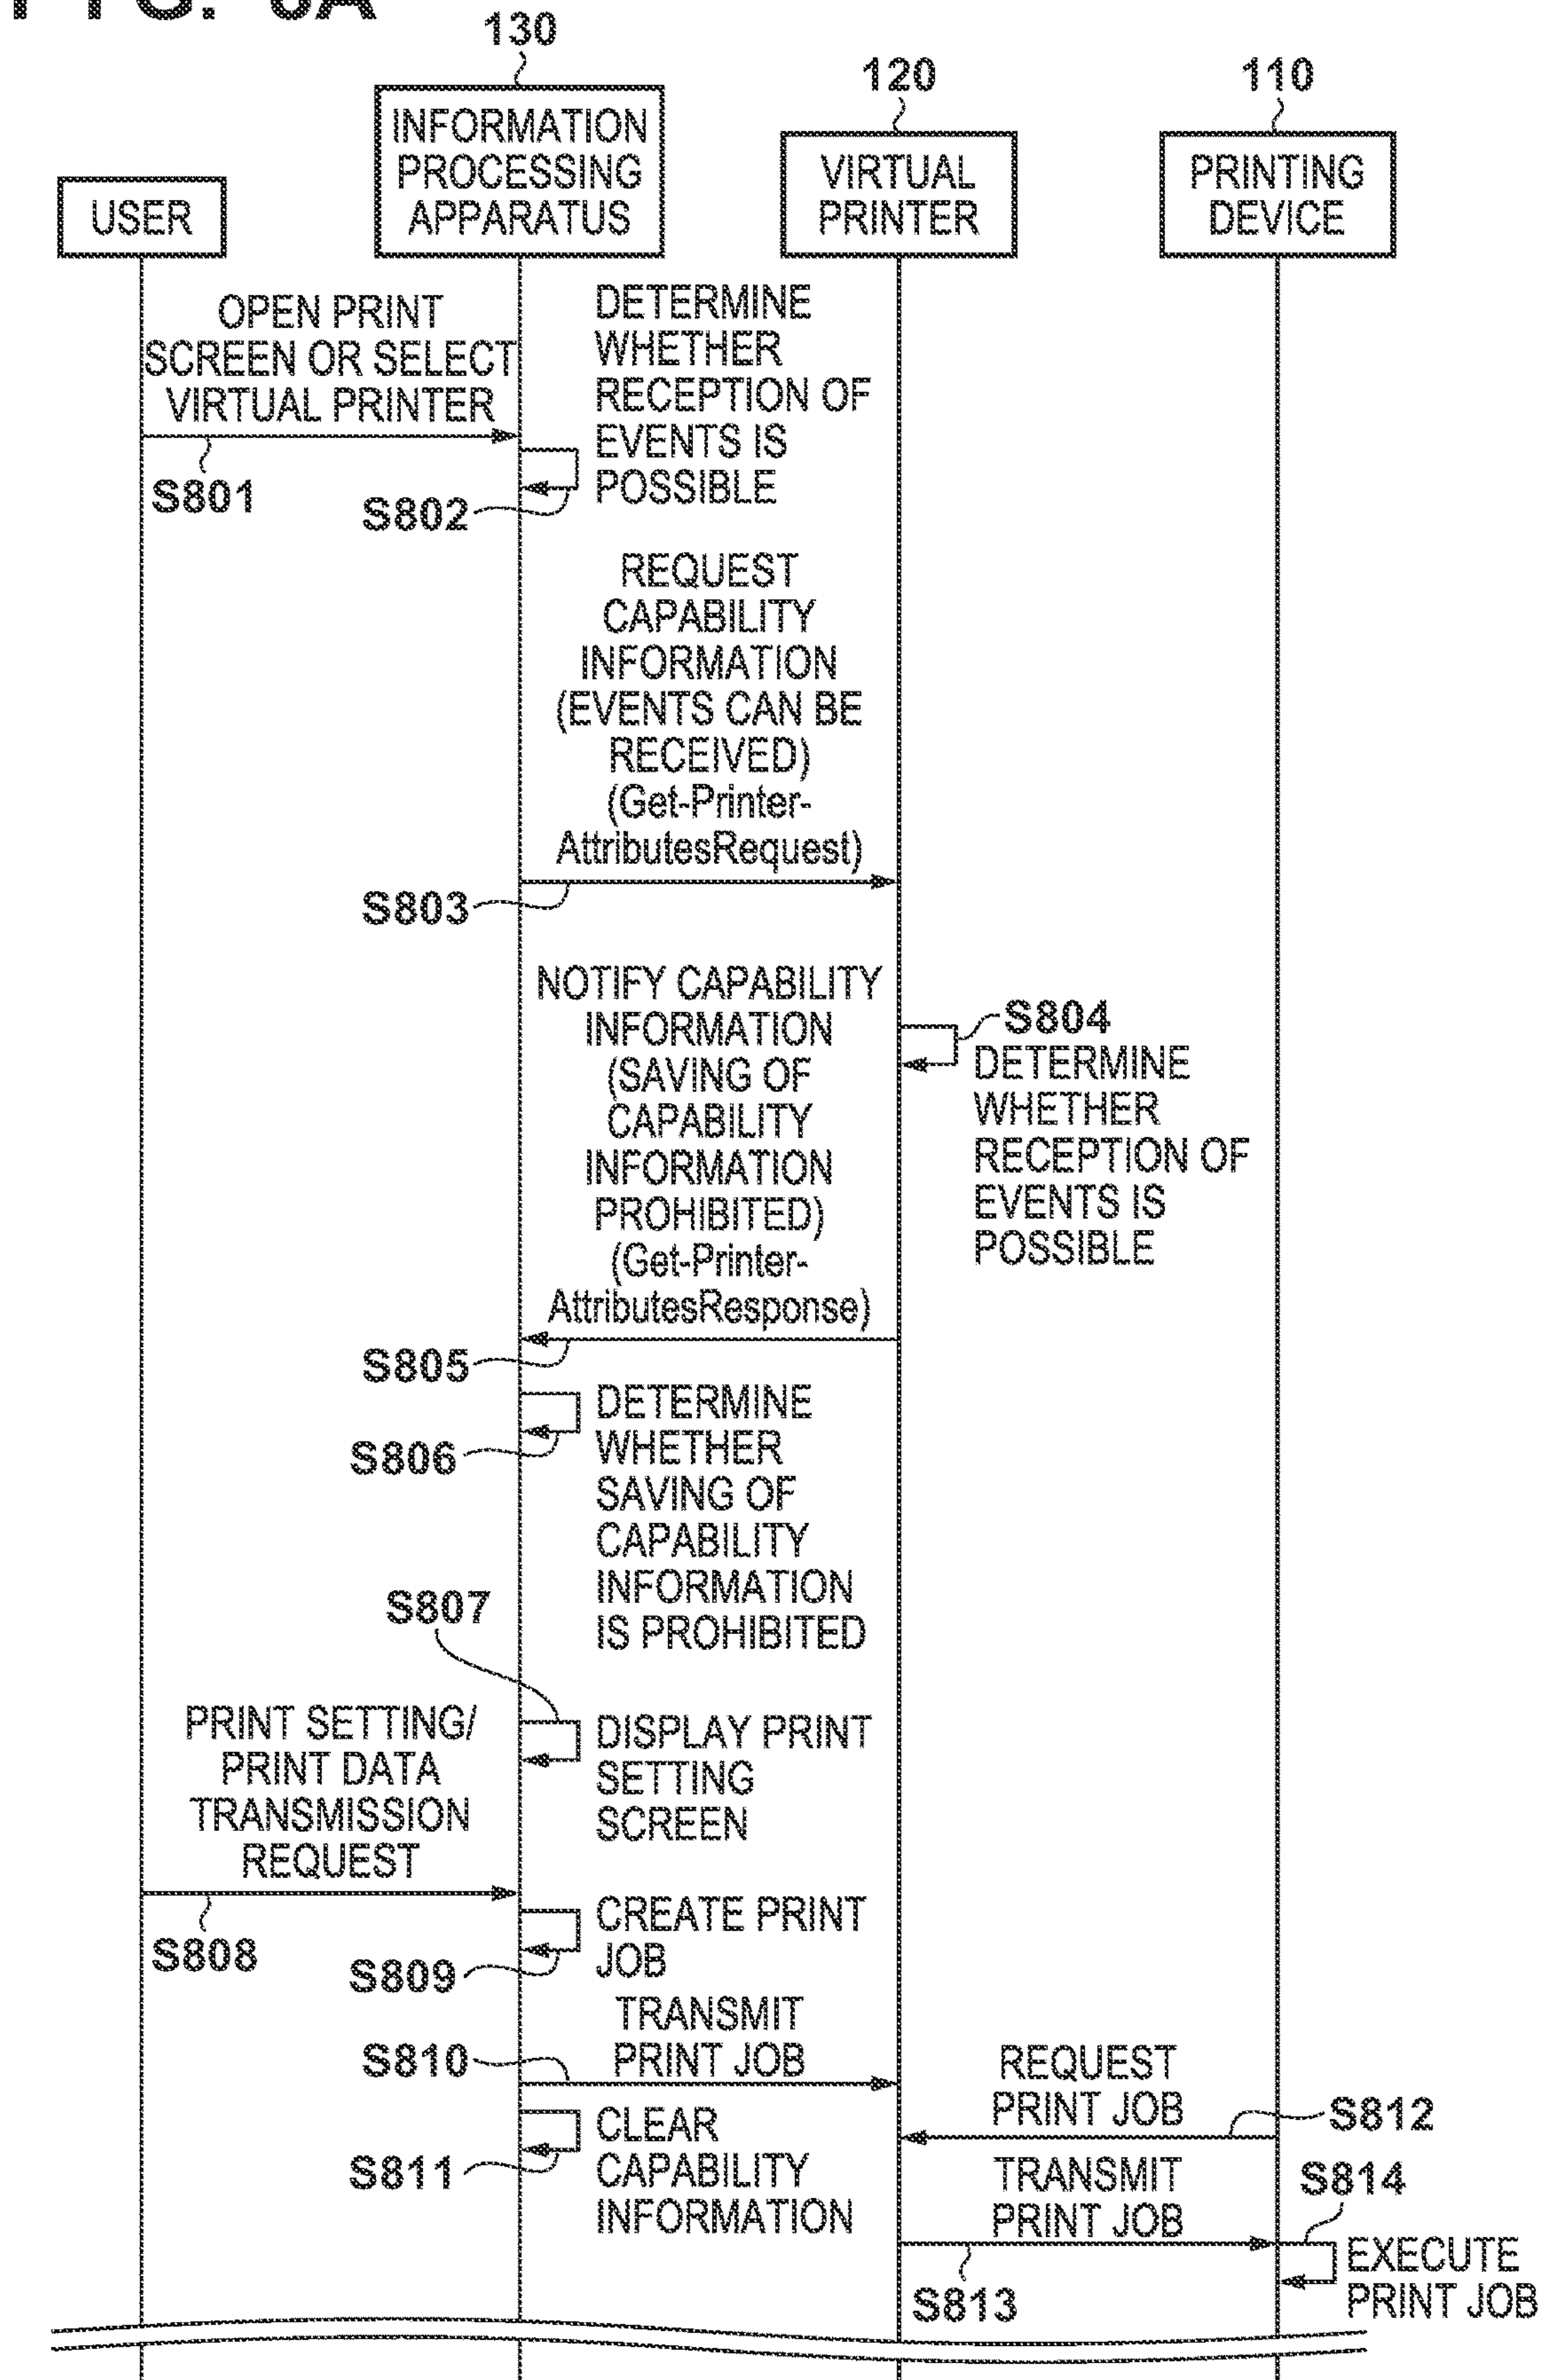 130
120
110
INFORMATION
PROCESSING
APPARATUS
VIRTUAL
PRINTER
PRINTING
DEVICE
USER
OPEN PRINT
SCREEN OR SELECT
VIRTUAL PRINTER
S801
DETERMINE
WHETHER
RECEPTION OF
EVENTS IS
POSSIBLE
S802
REQUEST
CAPABILITY
INFORMATION
(EVENTS CAN BE
RECEIVED)
(Get-Printer-
AttributesRequest)
S803
NOTIFY CAPABILITY
INFORMATION
(SAVING OF
CAPABILITY
INFORMATION
PROHIBITED)
(Get-Printer-
AttributesResponse)
S804
DETERMINE
WHETHER
RECEPTION OF
EVENTS IS
POSSIBLE
S805
DETERMINE
WHETHER
SAVING OF
CAPABILITY
INFORMATION
IS PROHIBITED
S806
S807
DISPLAY PRINT
SETTING
SCREEN
PRINT SETTING/
PRINT DATA
TRANSMISSION
REQUEST
S808
CREATE PRINT
JOB
S809
TRANSMIT
PRINT JOB
S810
CLEAR
CAPABILITY
INFORMATION
S811
REQUEST
PRINT JOB
S812
TRANSMIT
PRINT JOB
S813
S814
EXECUTE
PRINT JOB